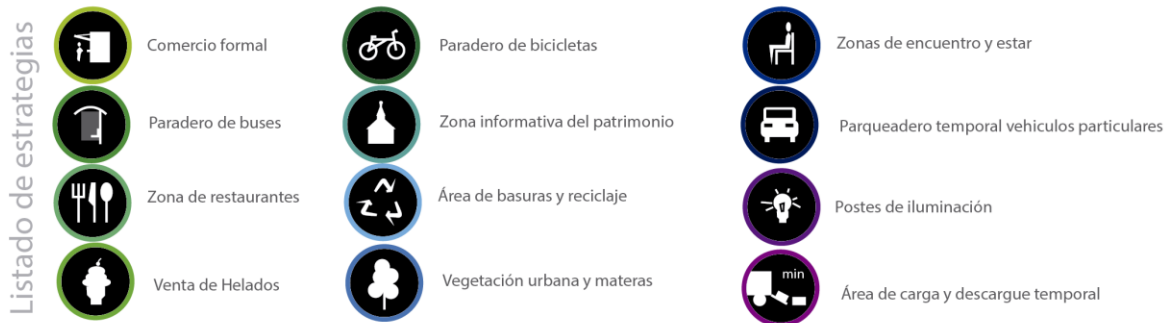 Listado de estrategias
Comercio formal
Paradero de buses
Zona de restaurantes
Venta de Helados
Paradero de bicicletas
Zona informativa del patrimonio
Área de basuras y reciclaje
Vegetación urbana y materas
Zonas de encuentro y estar
Parqueadero temporal vehiculos particulares
Postes de iluminación
min
Área de carga y descargue temporal